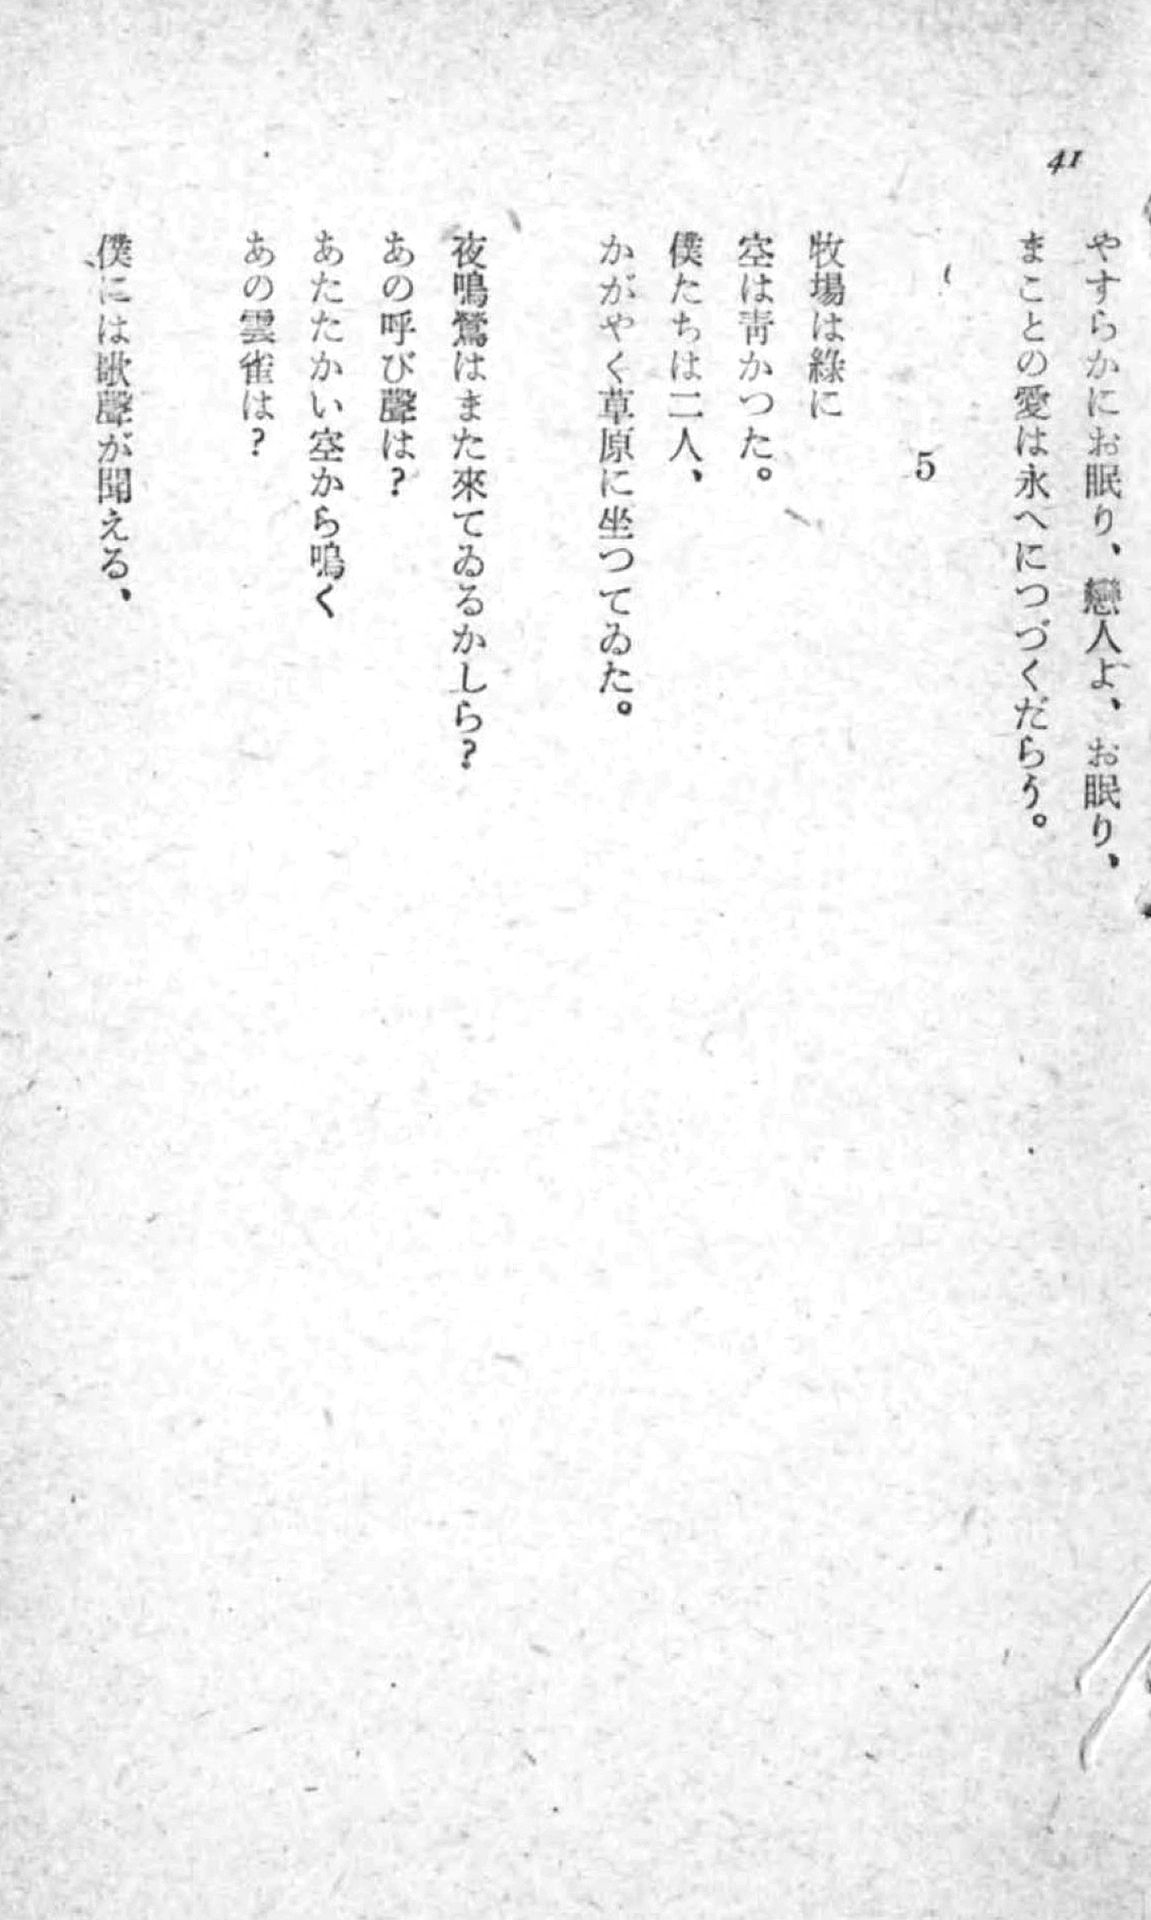 41
やすらかにお眠り、戀人よ、お眠り、
まことの愛は永へにつづくだらう。
5
牧場は綠に
空は靑かつた。
僕たちは二人、
かがやく草原に坐つてゐた。
夜鳴鶯はまた來てゐるかしら?
あの呼び聲は?
あたたかい空から鳴く
あの雲雀は?
僕には歌聲が聞える、